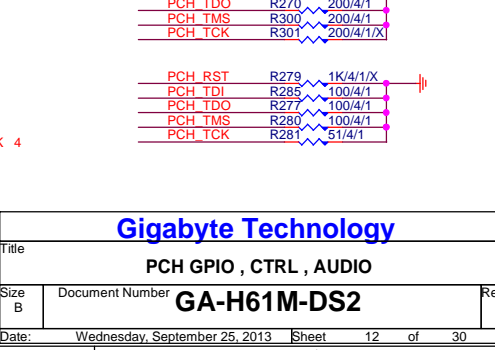 PCH_TDO R270 200/4/1
PCH_TMS R300 200/4/1
PCH_TCK R301 200/4/1/X
PCH_RST R279 1K/4/1/X
PCH_TDI R285 100/4/1
PCH_TDO R277 100/4/1
PCH_TMS R280 100/4/1
PCH_TCK R281 51/4/1
K 4
Gigabyte Technology
Title
PCH GPIO , CTRL , AUDIO
Size Document Number Re
B GA-H61M-DS2
Date: Wednesday, September 25, 2013 Sheet 12 of 30